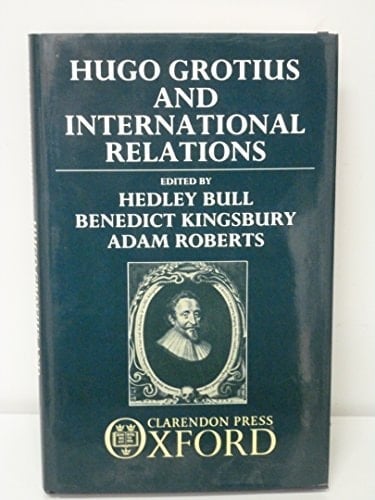 HUGO GROTIUS
AND
INTERNATIONAL
RELATIONS
EDITED BY
HEDLEY BULL
BENEDICT KINGSBURY
ADAM ROBERTS
CLARENDON PRESS
OXFORD